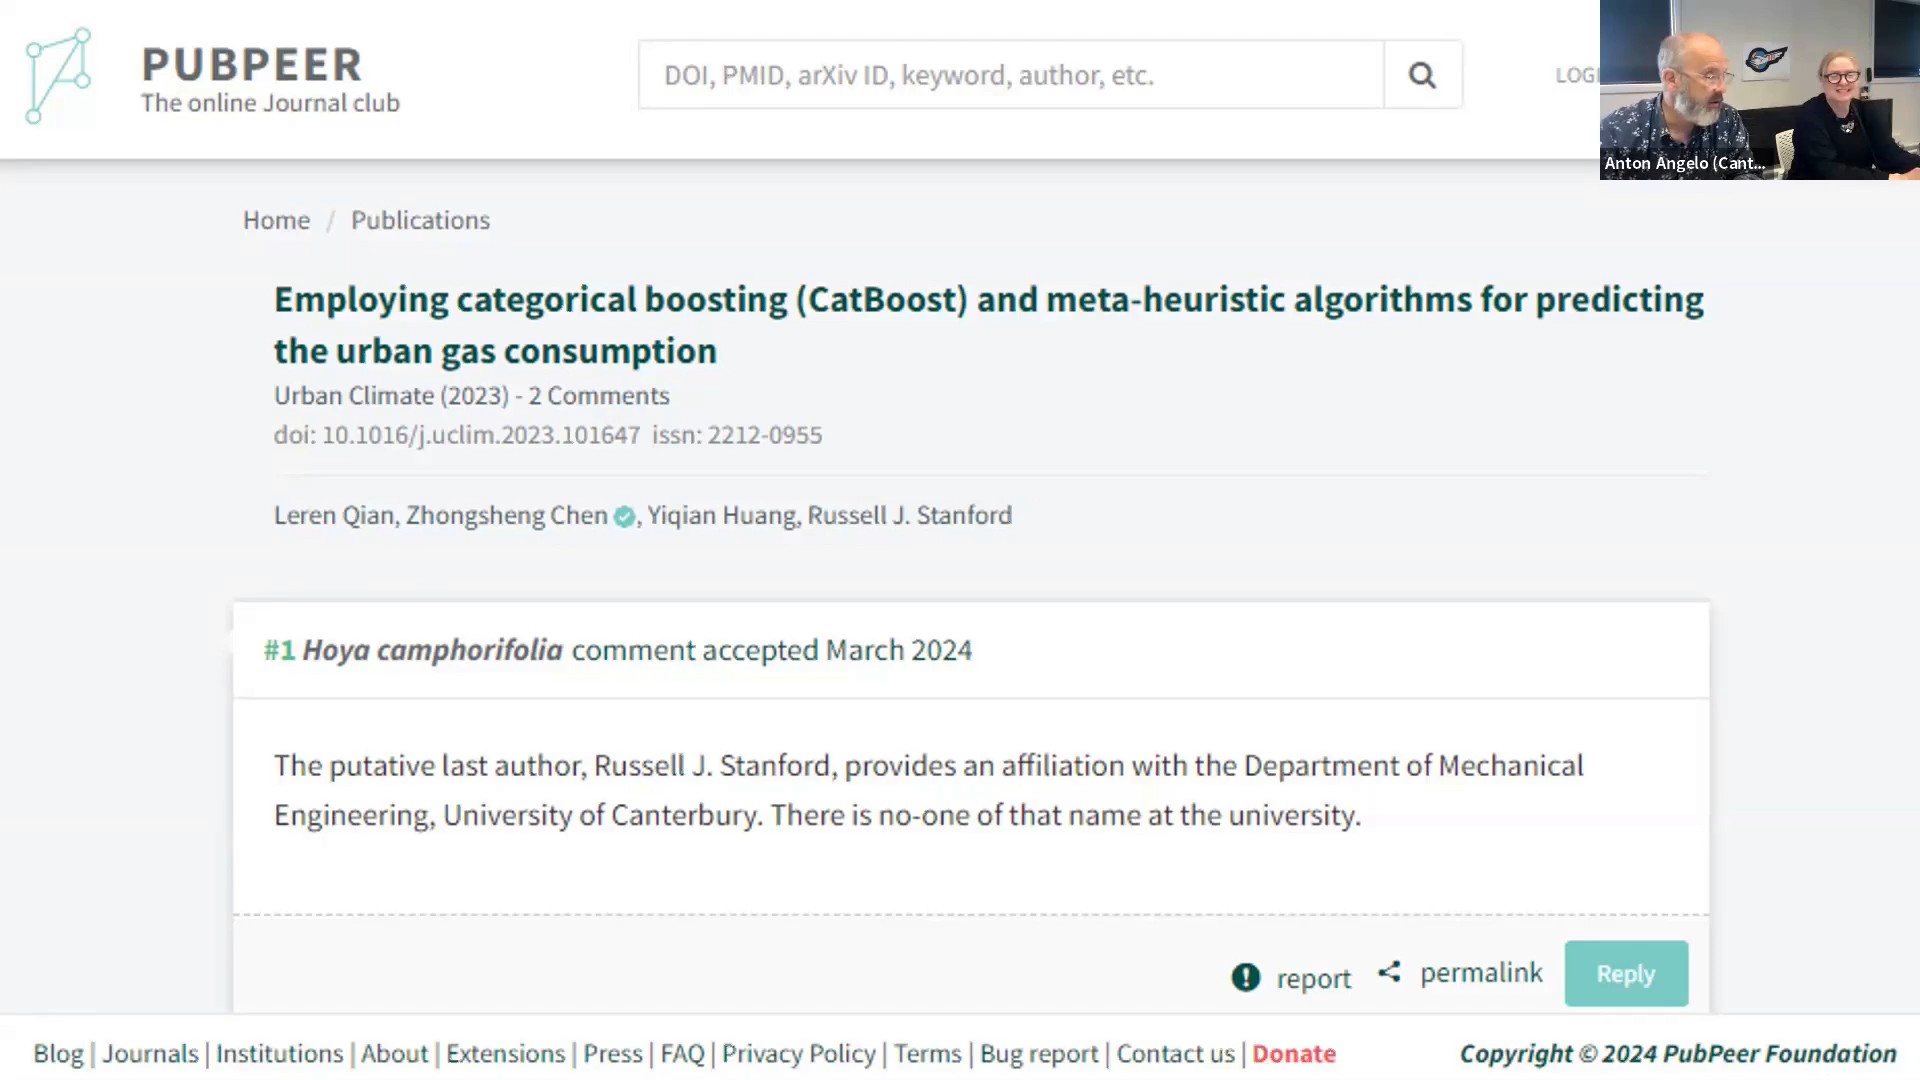 PUBPEER
The online Journal club
DOI, PMID, arXiv ID, keyword, author, etc.
LOGI
Anton Angelo (Cant...
Home / Publications
Employing categorical boosting (CatBoost) and meta-heuristic algorithms for predicting
the urban gas consumption
Urban Climate (2023) - 2 Comments
doi: 10.1016/j.uclim.2023.101647 issn: 2212-0955
Leren Qian, Zhongsheng Chen, Yiqian Huang, Russell J. Stanford
#1 Hoya camphorifolia comment accepted March 2024
The putative last author, Russell J. Stanford, provides an affiliation with the Department of Mechanical
Engineering, University of Canterbury. There is no-one of that name at the university.
report permalink Reply
Blog | Journals | Institutions | About | Extensions | Press | FAQ | Privacy Policy | Terms | Bug report | Contact us | Donate
Copyright © 2024 PubPeer Foundation